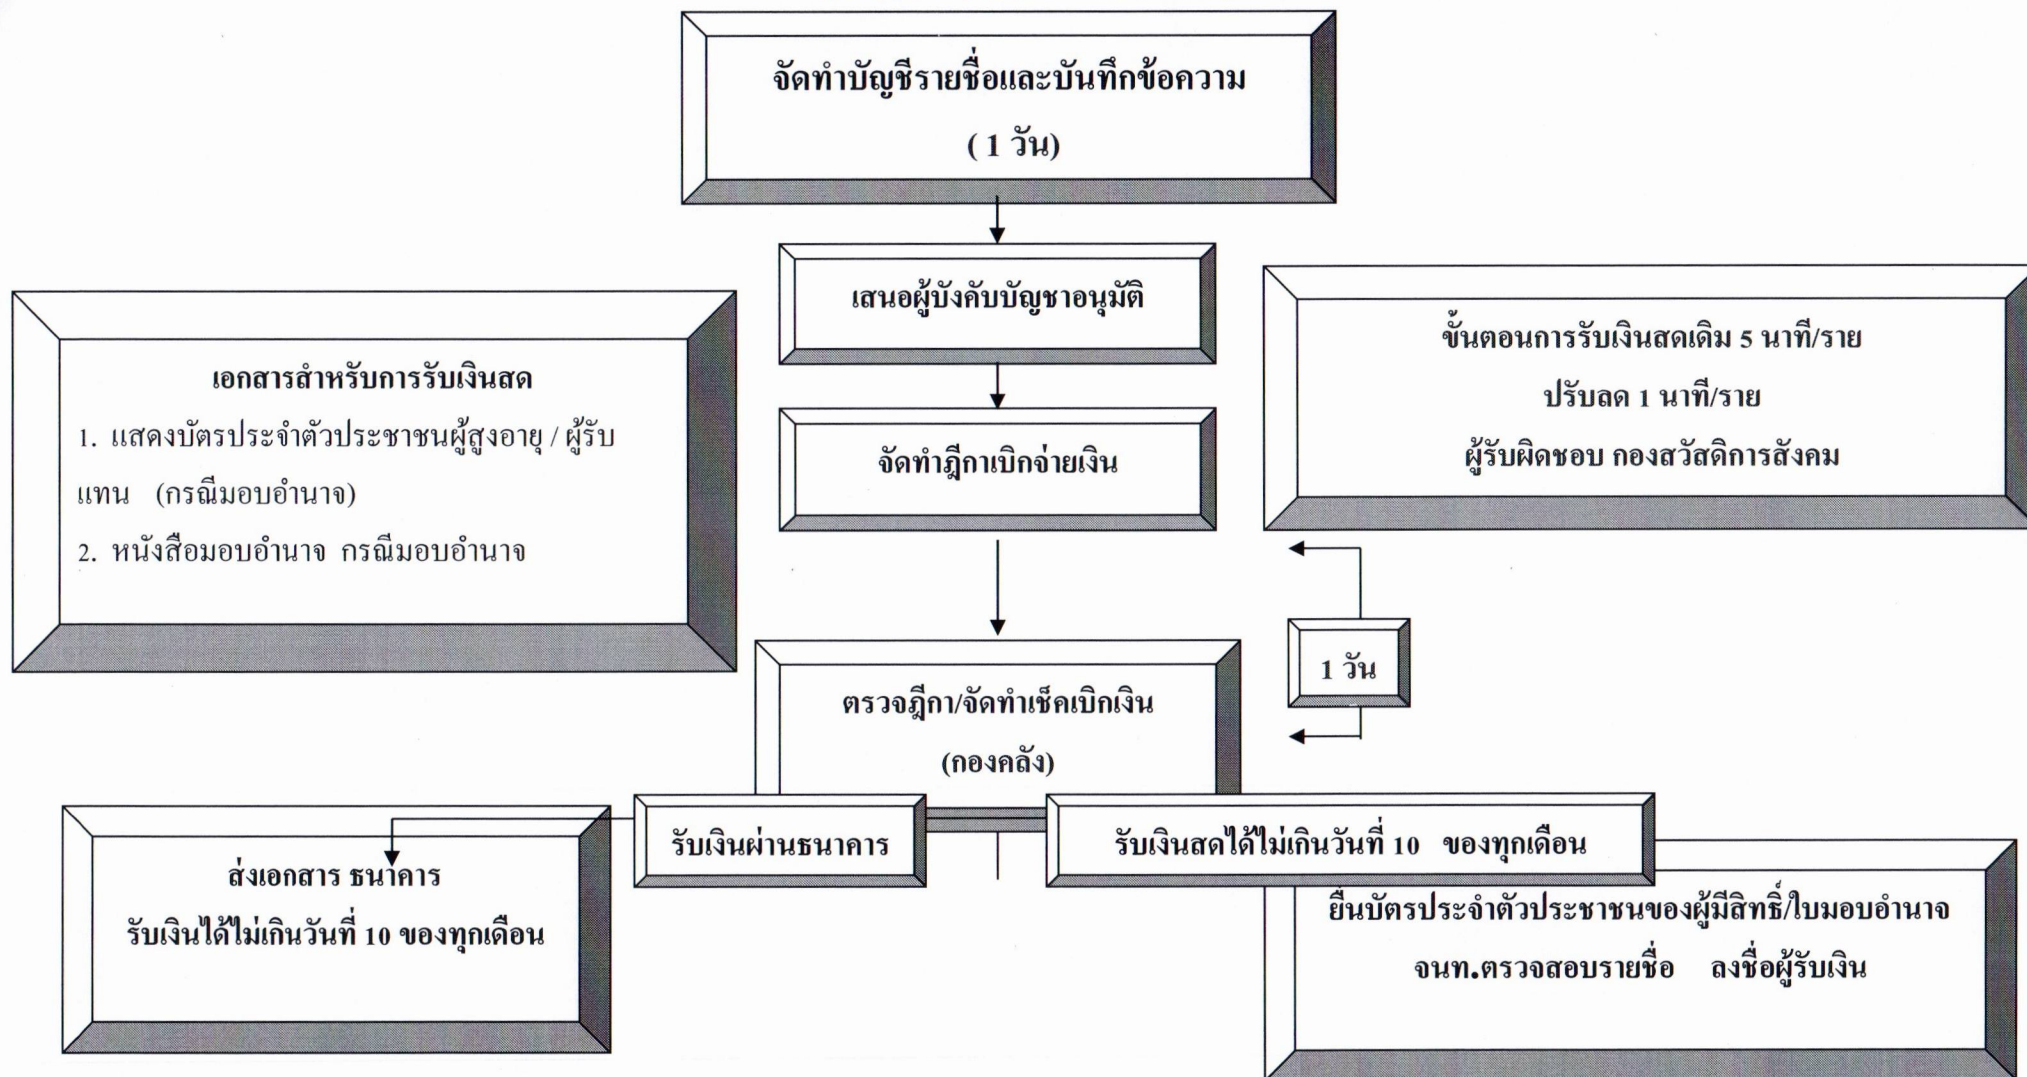 จัดทำบัญชีรายชื่อและบันทึกข้อความ
( 1 วัน)
เสนอผู้บังคับบัญชาอนุมัติ
เอกสารสำหรับการรับเงินสด
1. แสดงบัตรประจำตัวประชาชนผู้สูงอายุ / ผู้รับ
แทน (กรณีมอบอำนาจ)
2. หนังสือมอบอำนาจ กรณีมอบอำนาจ
จัดทำฎีกาเบิกจ่ายเงิน
ขั้นตอนการรับเงินสดเดิม 5 นาที/ราย
ปรับลด 1 นาที/ราย
ผู้รับผิดชอบ กองสวัสดิการสังคม
1 วัน
ตรวจฎีกา/จัดทำเช็คเบิกเงิน
(กองคลัง)
รับเงินผ่านธนาคาร
รับเงินสดได้ไม่เกินวันที่ 10 ของทุกเดือน
ส่งเอกสาร ธนาคาร
รับเงินได้ไม่เกินวันที่ 10 ของทุกเดือน
ยื่นบัตรประจำตัวประชาชนของผู้มีสิทธิ์/ใบมอบอำนาจ
จนท.ตรวจสอบรายชื่อ ลงชื่อผู้รับเงิน